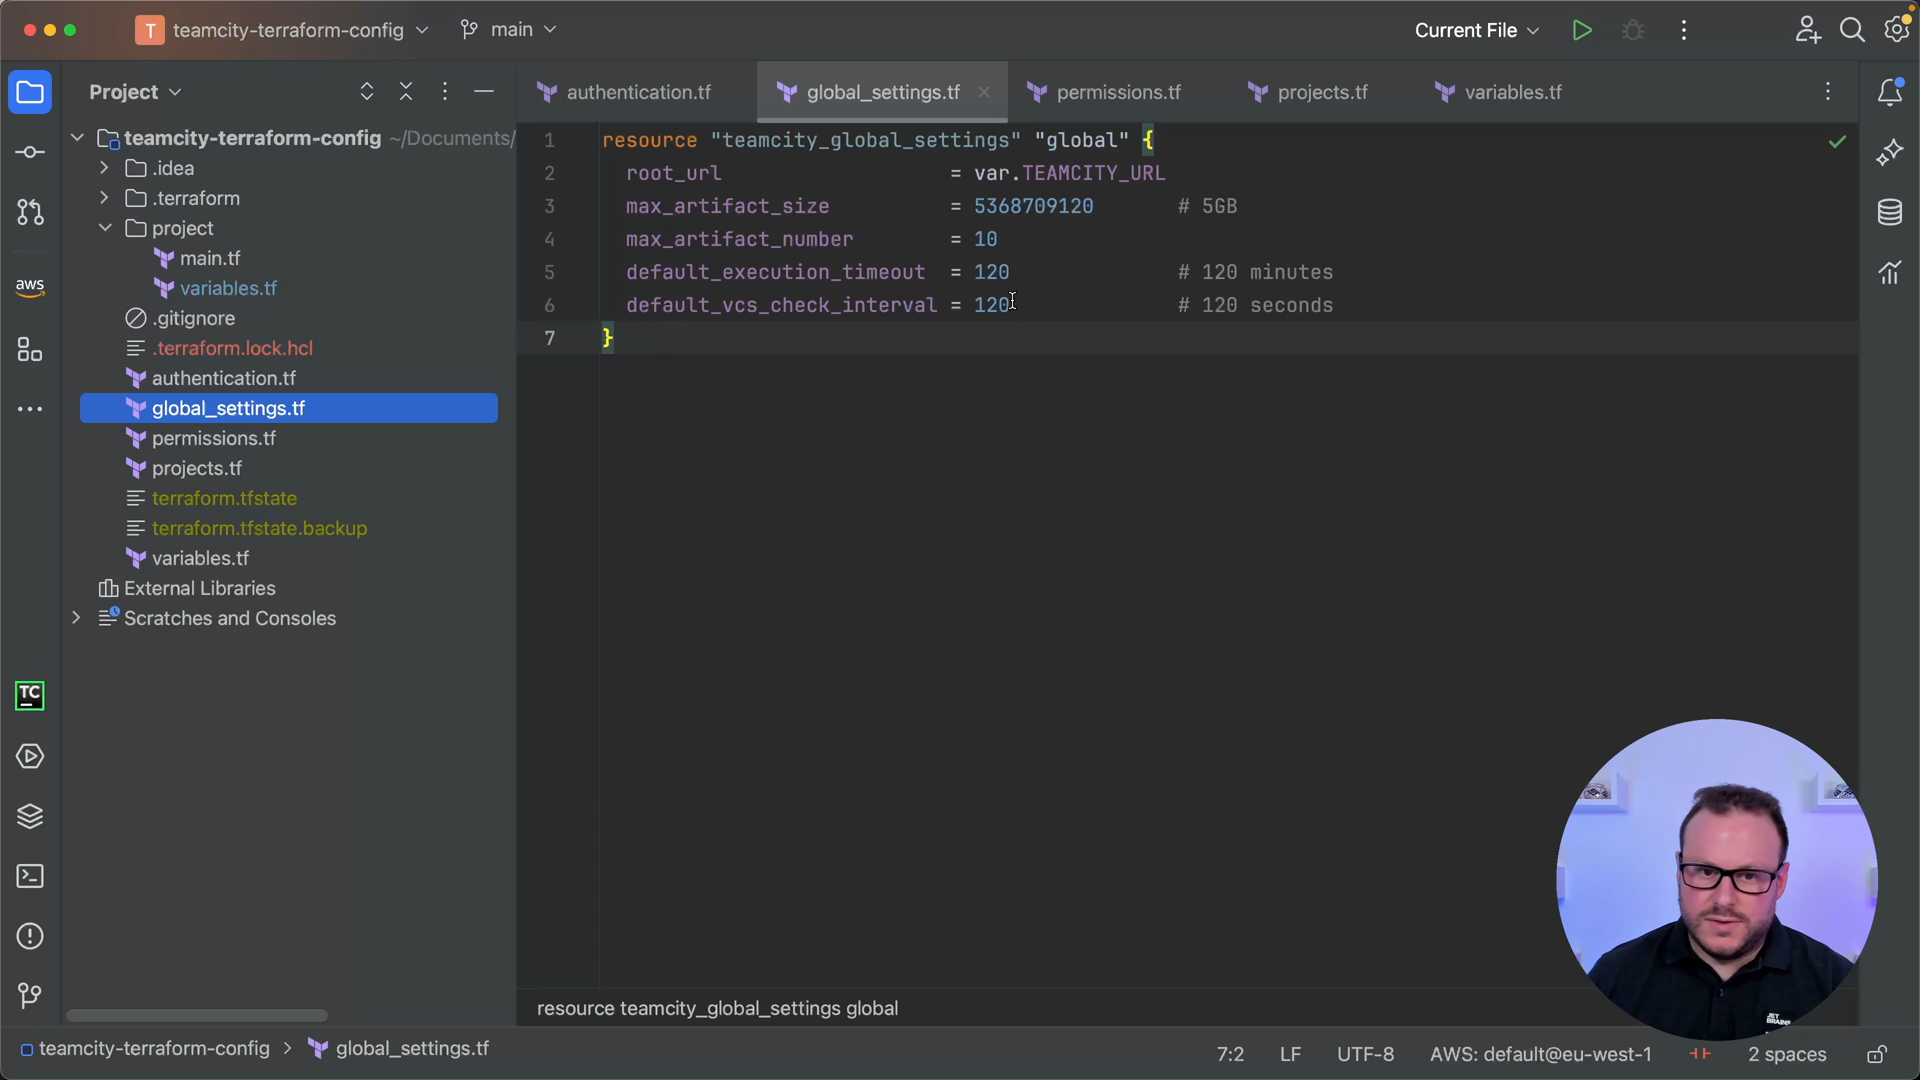 T teamcity-terraform-config main Current File
Project
authentication.tf global_settings.tf permissions.tf projects.tf variables.tf
teamcity-terraform-config ~/Documents/
.idea
.terraform
project
main.tf
variables.tf
.gitignore
.terraform.lock.hcl
authentication.tf
global_settings.tf
permissions.tf
projects.tf
terraform.tfstate
terraform.tfstate.backup
variables.tf
External Libraries
Scratches and Consoles
aws
TC
1 resource "teamcity_global_settings" "global" {
2 root_url = var.TEAMCITY_URL
3 max_artifact_size = 5368709120 # 5GB
4 max_artifact_number = 10
5 default_execution_timeout = 120 # 120 minutes
6 default_vcs_check_interval = 120 # 120 seconds
7 }
JET
BRAINS
resource teamcity_global_settings global
teamcity-terraform-config > global_settings.tf 7:2 LF UTF-8 AWS: default@eu-west-1 2 spaces